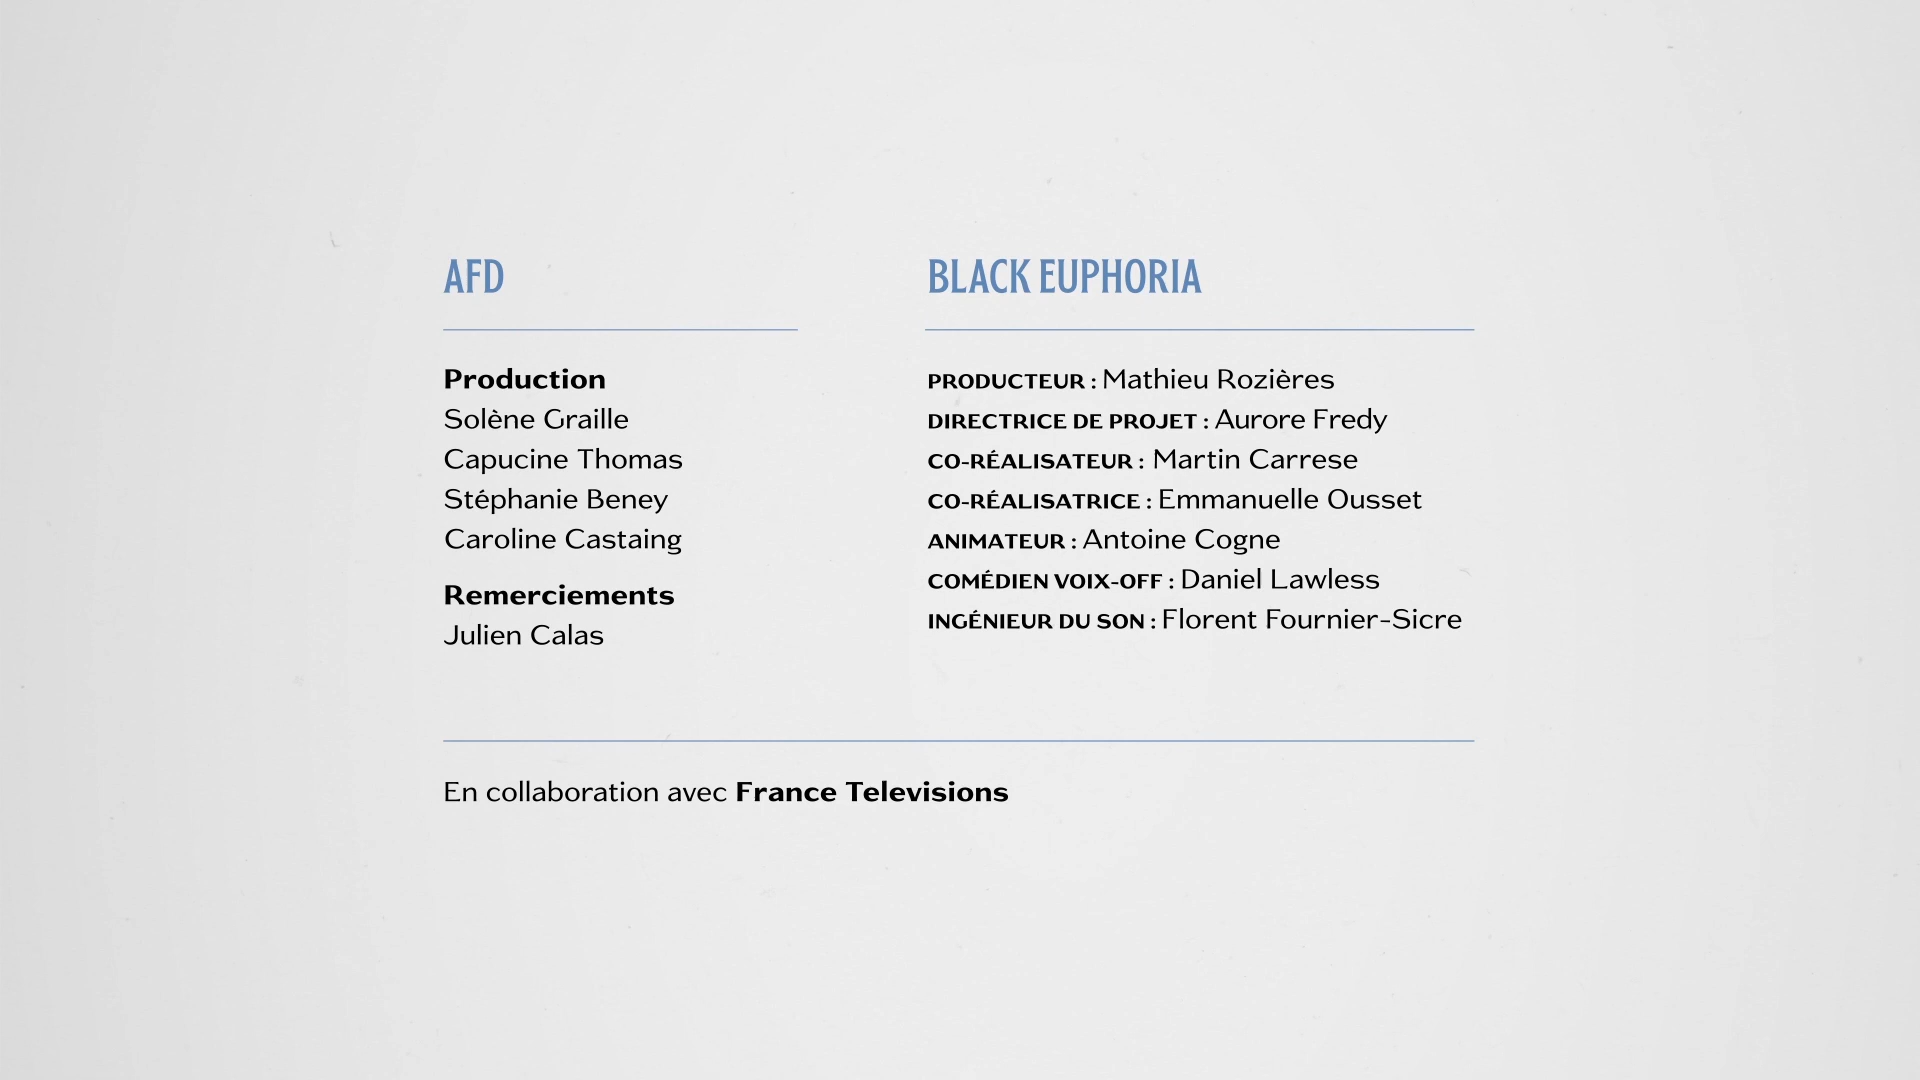 AFD
Production
Solène Graille
Capucine Thomas
Stéphanie Beney
Caroline Castaing
Remerciements
Julien Calas
BLACK EUPHORIA
PRODUCTEUR : Mathieu Rozières
DIRECTRICE DE PROJET : Aurore Fredy
CO-RÉALISATEUR : Martin Carrese
CO-RÉALISATRICE : Emmanuelle Ousset
ANIMATEUR : Antoine Cogne
COMÉDIEN VOIX-OFF : Daniel Lawless
INGÉNIEUR DU SON : Florent Fournier-Sicre
En collaboration avec France Televisions